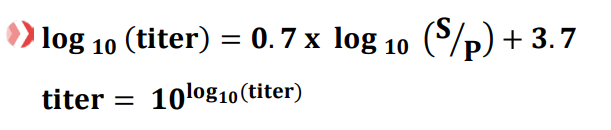 log 10 (titer) = 0.7 x log 10 (S/P) + 3.7
titer = 10^log10(titer)